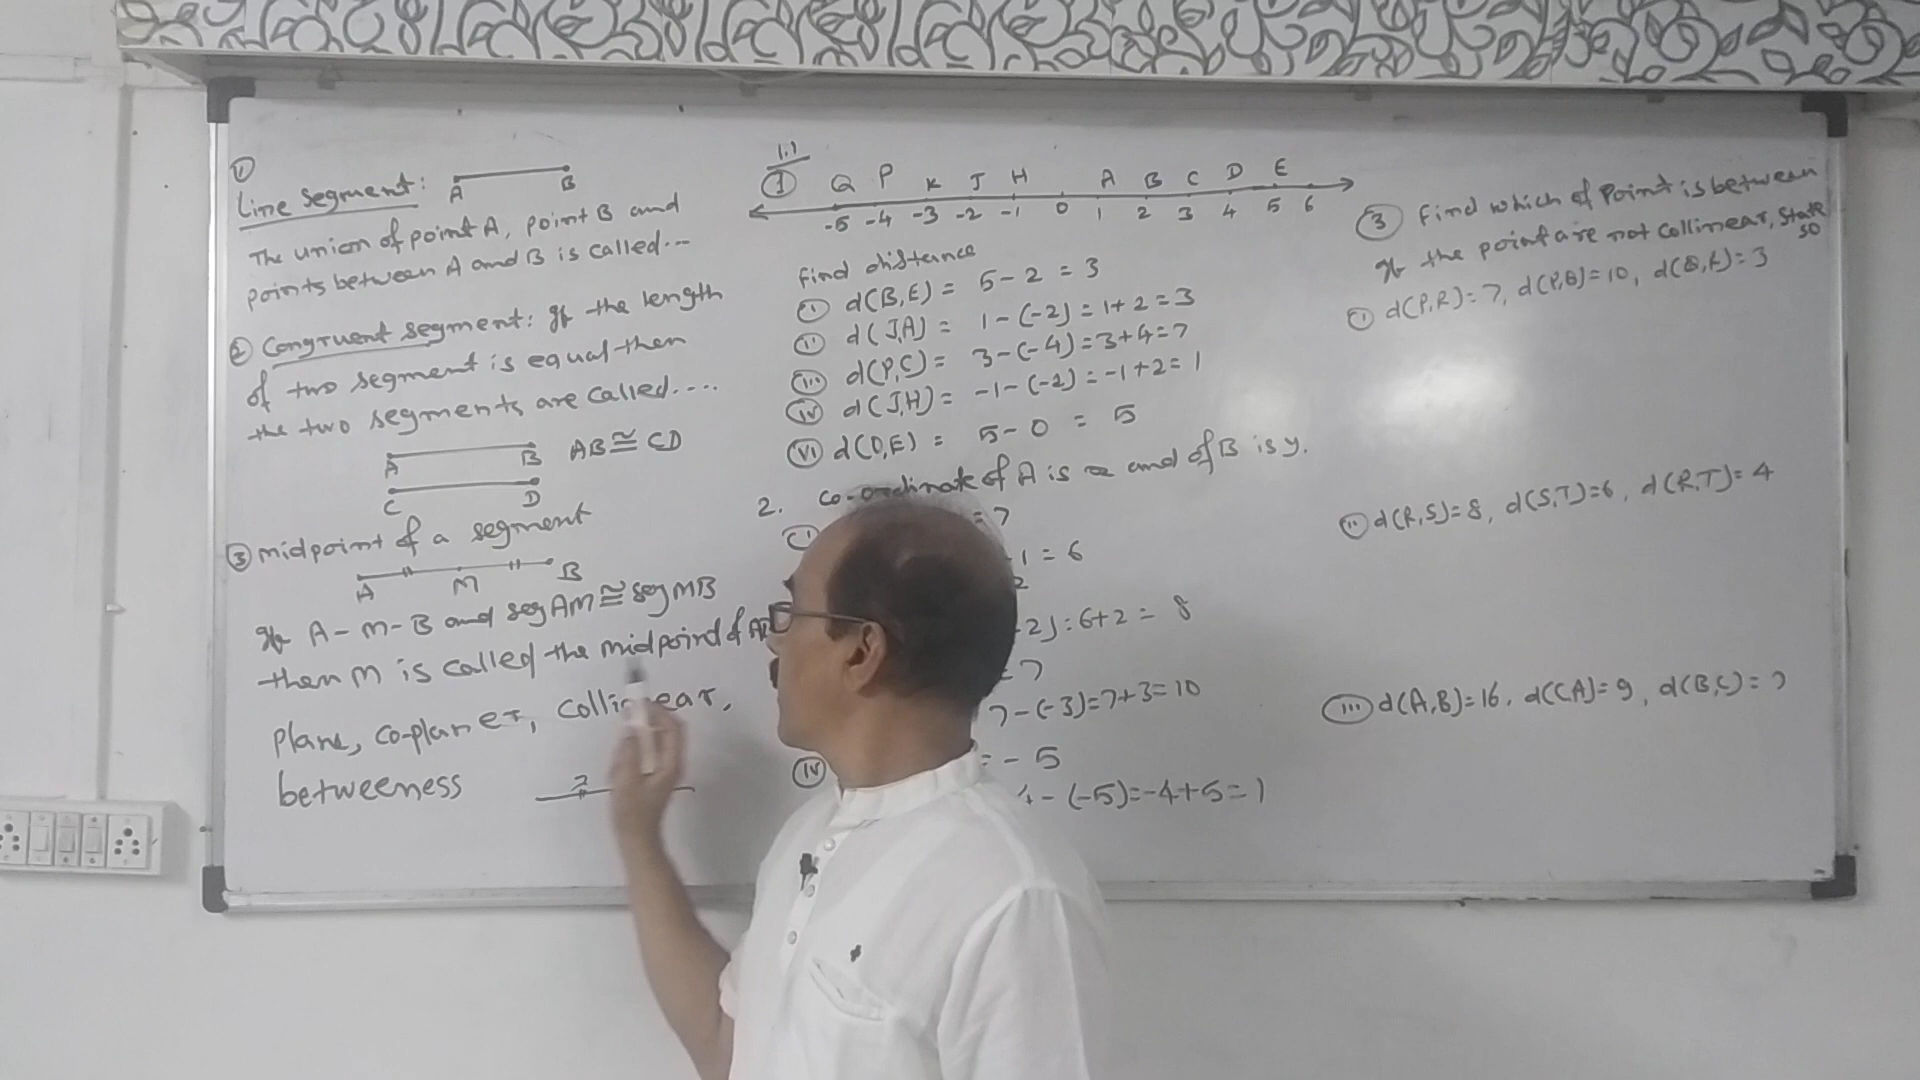 ①
Line segment: A B
The union of point A, point B and
points between A and B is called...
② Congruent segment: If the length
of two segment is equal then
the two segments are called....
A B AB ≅ CD
C D
③ midpoint of a segment
A M B
If A-M-B and seg AM ≅ seg MB
then M is called the midpoint of AB
plane, co-planer, collinear,
betweeness
1.1
① Q P K J H A B C D E
-5 -4 -3 -2 -1 0 1 2 3 4 5 6
Find distance
(i) d(B,E) = 5-2 = 3
(ii) d(J,A) = 1-(-2) = 1+2 = 3
(iii) d(P,C) = 3-(-4) = 3+4 = 7
(iv) d(J,H) = -1-(-2) = -1+2 = 1
(vi) d(O,E) = 5-0 = 5
2. co-ordinate of A is x and of B is y.
(i) =7
-1 = 6
2
-2) = 6+2 = 8
= 7
7-(-3) = 7+3 = 10
(iv) = -5
4-(-5) = -4+5 = 1
③ Find which of Point is between
If the point are not collinear, state
so
(i) d(P,R) = 7, d(P,Q) = 10, d(Q,R) = 3
(ii) d(R,S) = 8, d(S,T) = 6, d(R,T) = 4
(iii) d(A,B) = 16, d(C,A) = 9, d(B,C) = 7